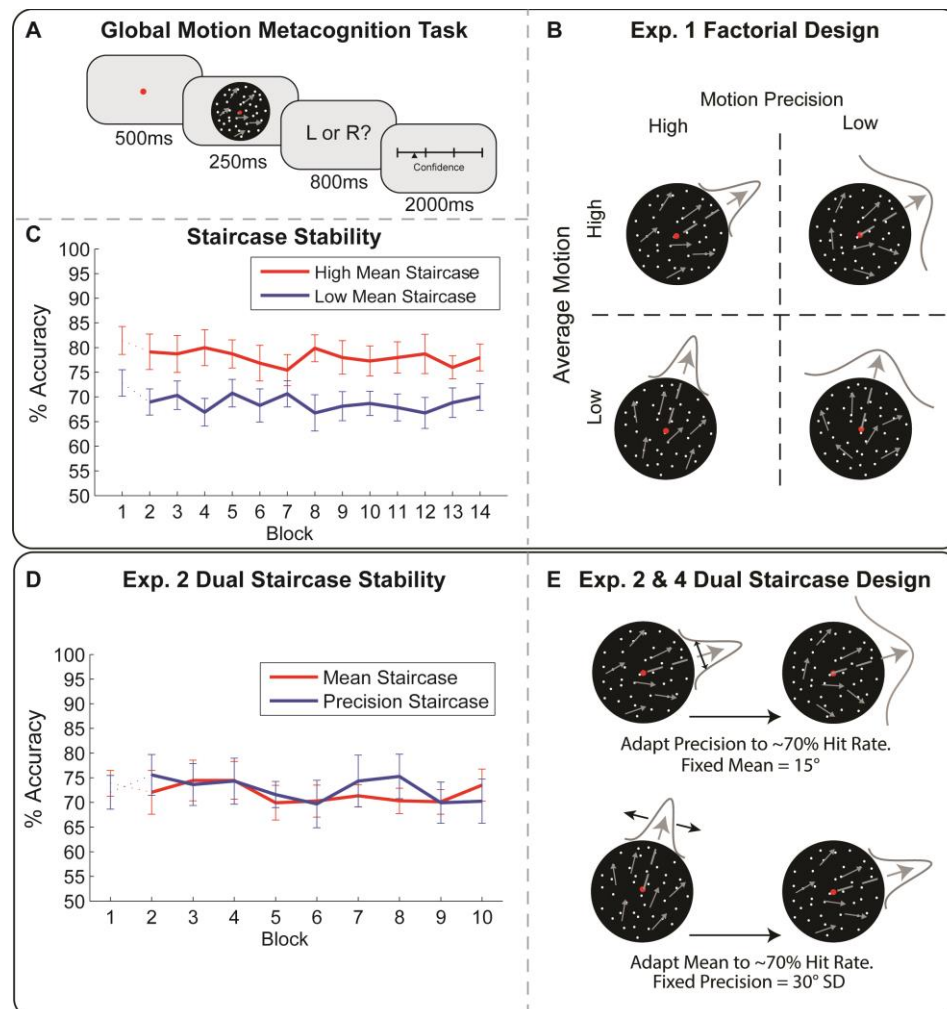 A Global Motion Metacognition Task
500ms
250ms
L or R?
800ms
Confidence
2000ms
B Exp. 1 Factorial Design
Motion Precision
High Low
Average Motion
High
Low
C Staircase Stability
High Mean Staircase
Low Mean Staircase
% Accuracy
100
95
90
85
80
75
70
65
60
55
50
1 2 3 4 5 6 7 8 9 10 11 12 13 14
Block
D Exp. 2 Dual Staircase Stability
Mean Staircase
Precision Staircase
% Accuracy
100
95
90
85
80
75
70
65
60
55
50
1 2 3 4 5 6 7 8 9 10
Block
E Exp. 2 & 4 Dual Staircase Design
Adapt Precision to ~70% Hit Rate.
Fixed Mean = 15°
Adapt Mean to ~70% Hit Rate.
Fixed Precision = 30° SD